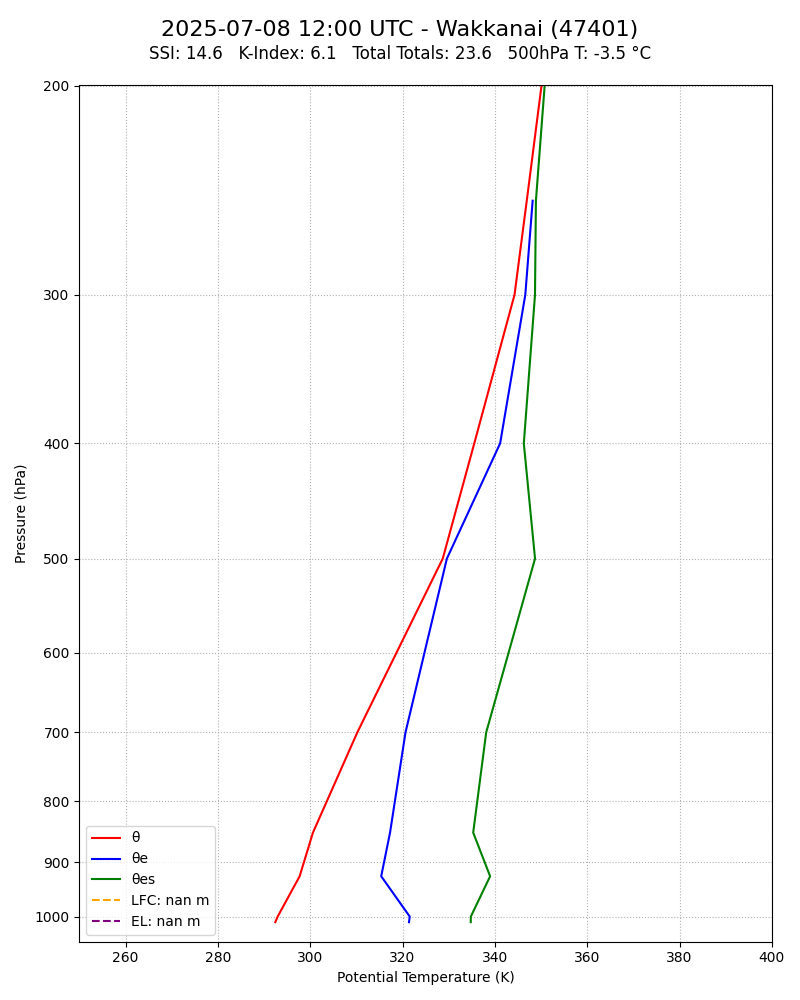 2025-07-08 12:00 UTC - Wakkanai (47401)
SSI: 14.6   K-Index: 6.1   Total Totals: 23.6   500hPa T: -3.5 °C
200
300
400
500
600
700
800
900
1000
Pressure (hPa)
θ
θe
θes
LFC: nan m
EL: nan m
260 280 300 320 340 360 380 400
Potential Temperature (K)